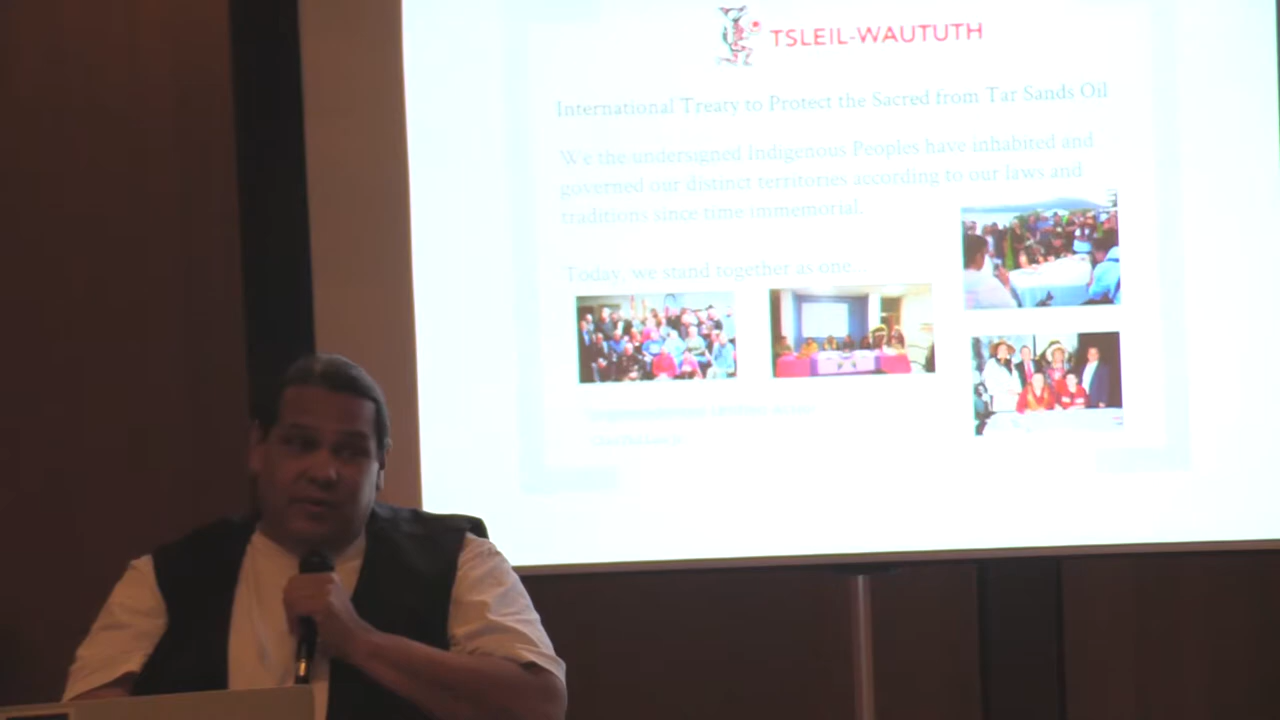 TSLEIL-WAUTUTH
International Treaty to Protect the Sacred from Tar Sands Oil
We the undersigned Indigenous Peoples have inhabited and
governed our distinct territories according to our laws and
traditions since time immemorial.
Today, we stand together as one...